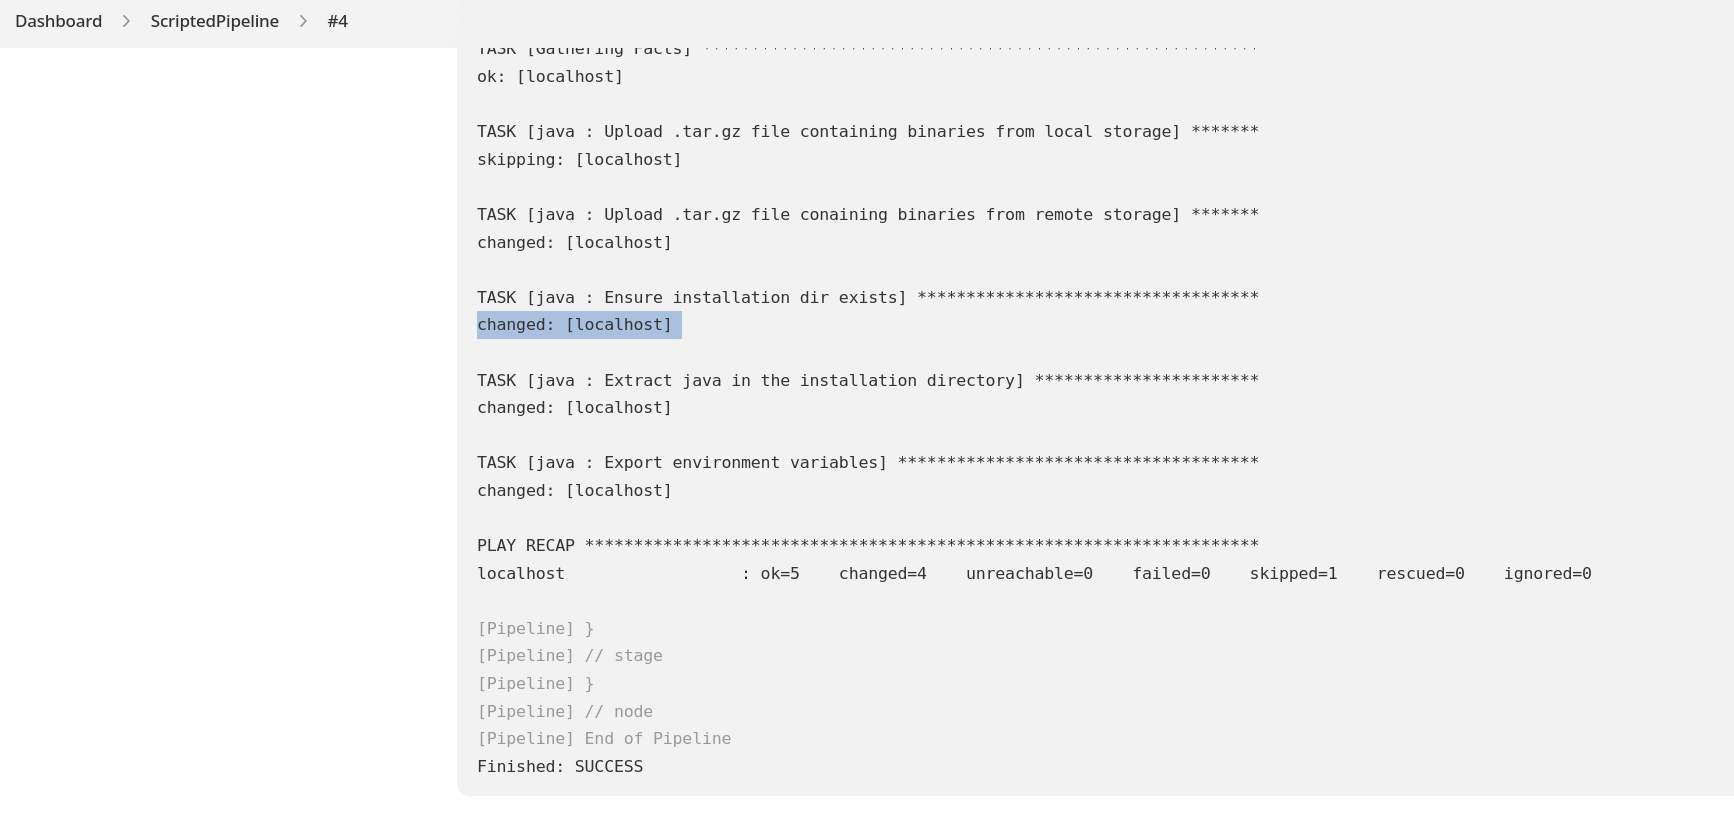 Dashboard > ScriptedPipeline > #4
TASK [Gathering Facts] *********************************************************
ok: [localhost]
TASK [java : Upload .tar.gz file containing binaries from local storage] *******
skipping: [localhost]
TASK [java : Upload .tar.gz file conaining binaries from remote storage] *******
changed: [localhost]
TASK [java : Ensure installation dir exists] ***********************************
changed: [localhost]
TASK [java : Extract java in the installation directory] ***********************
changed: [localhost]
TASK [java : Export environment variables] *************************************
changed: [localhost]
PLAY RECAP *********************************************************************
localhost                  : ok=5    changed=4    unreachable=0    failed=0    skipped=1    rescued=0    ignored=0
[Pipeline] }
[Pipeline] // stage
[Pipeline] }
[Pipeline] // node
[Pipeline] End of Pipeline
Finished: SUCCESS